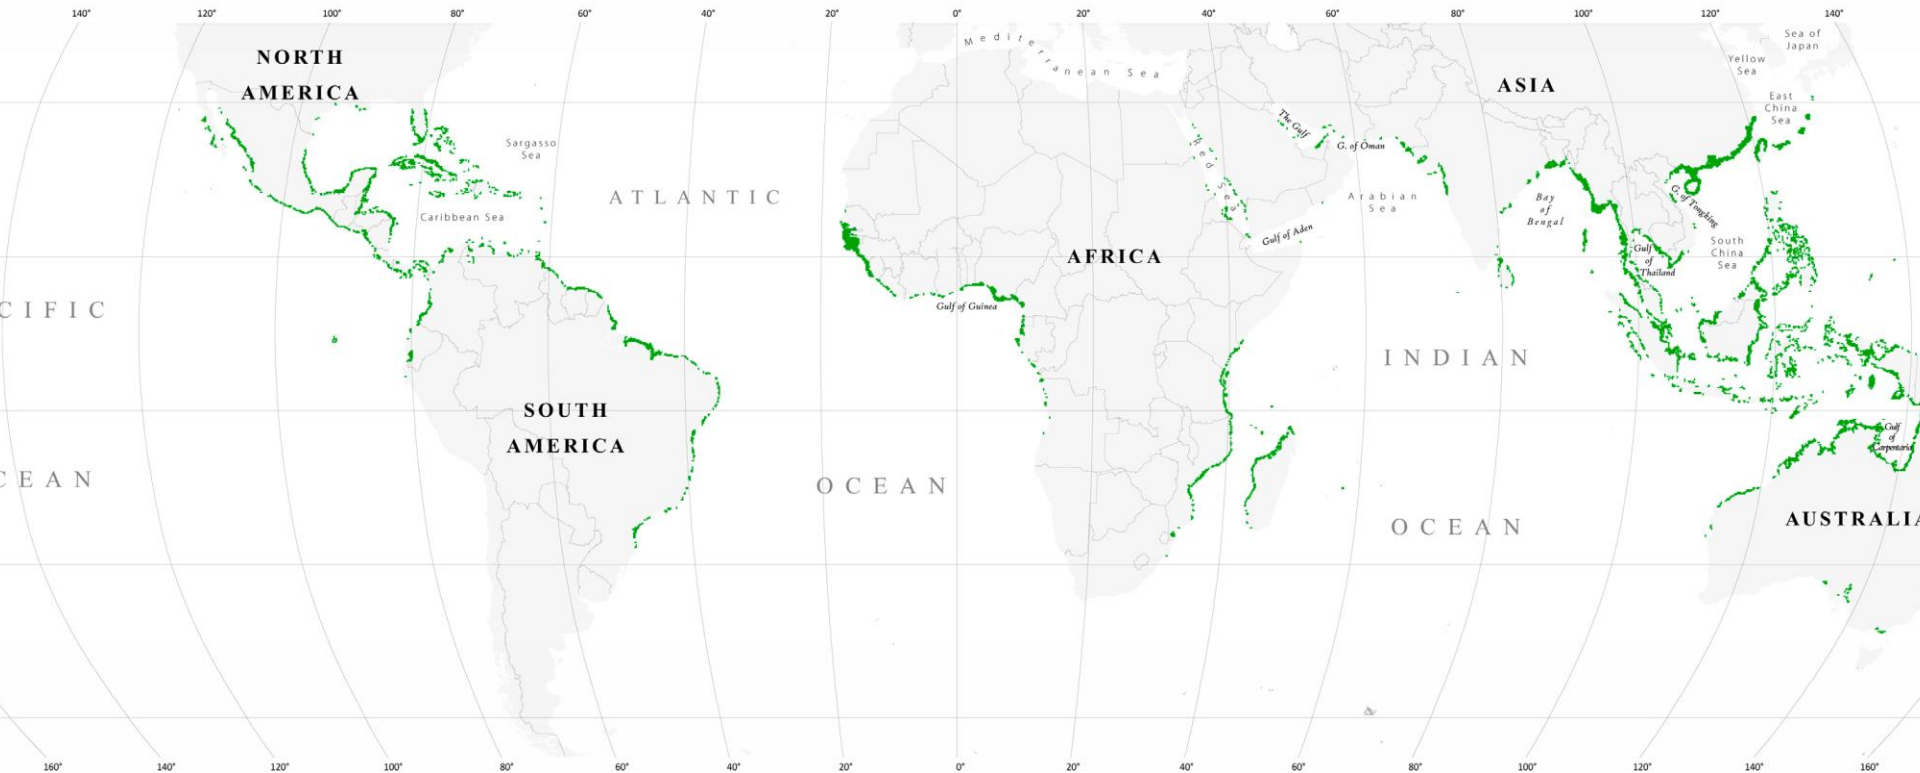 140° 120° 100° 80° 60° 40° 20° 0° 20° 40° 60° 80° 100° 120° 140°
NORTH
AMERICA
Mediterranean Sea
Sea of
Japan
Yellow
Sea
ASIA
East
China
Sea
The Gulf
G. of Oman
Sargasso
Sea
Red Sea
ATLANTIC
Arabian
Sea
Bay
of
Bengal
G. of Tongking
Caribbean Sea
Gulf of Aden
South
China
Sea
Gulf
of
Thailand
AFRICA
CIFIC
Gulf of Guinea
INDIAN
SOUTH
AMERICA
Gulf
of
Carpentaria
CEAN
OCEAN
OCEAN
AUSTRALIA
160° 140° 120° 100° 80° 60° 40° 20° 0° 20° 40° 60° 80° 100° 120° 140° 160°